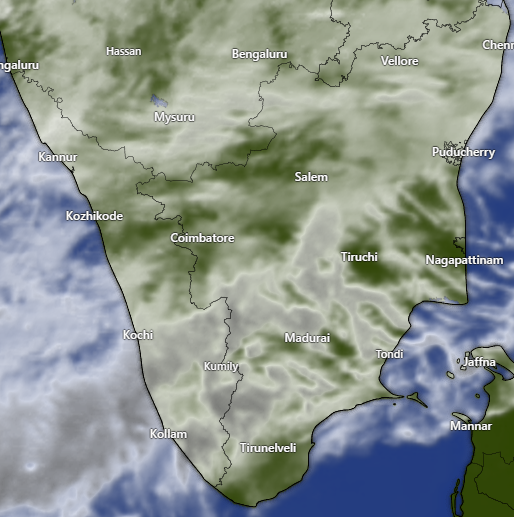 Hassan
Bengaluru
Chenn
ngaluru
Vellore
Mysuru
Kannur
Puducherry
Salem
Kozhikode
Coimbatore
Tiruchi
Nagapattinam
Kochi
Madurai
Tondi
Kumily
Jaffna
Kollam
Mannar
Tirunelveli